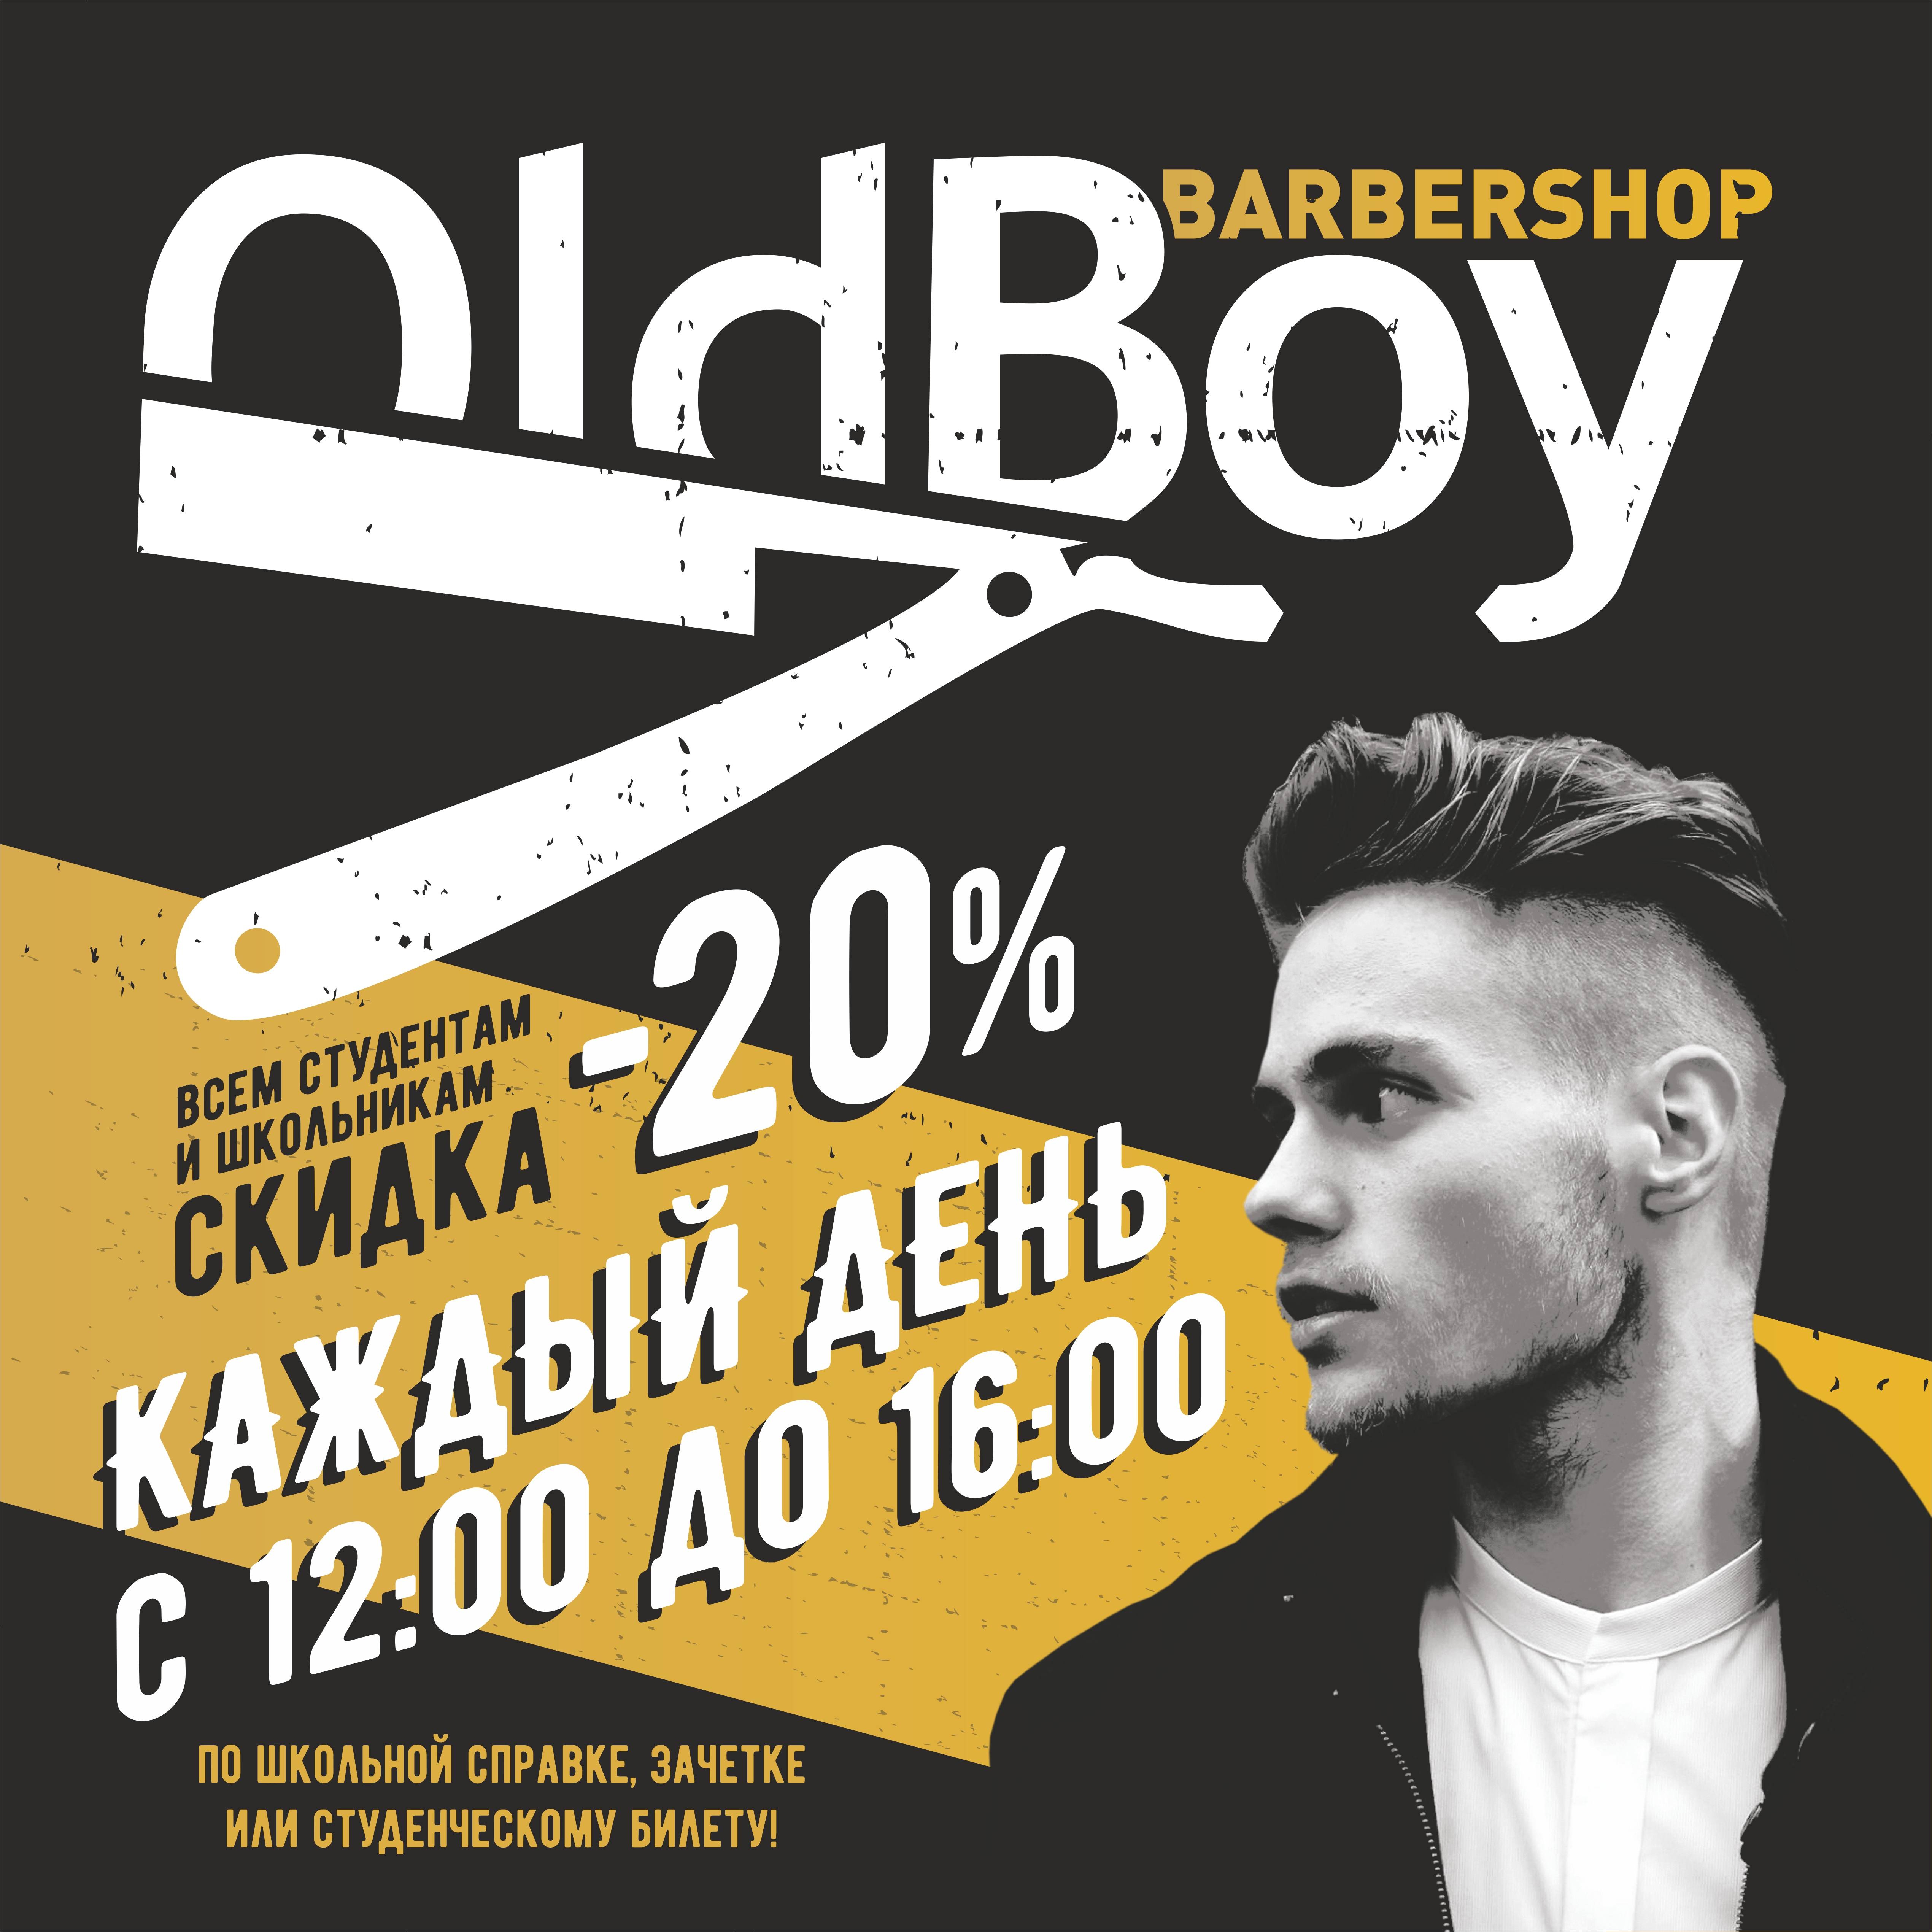 OldBoy
BARBERSHOP
ВСЕМ СТУДЕНТАМ
И ШКОЛЬНИКАМ
СКИДКА
-20%
КАЖДЫЙ ДЕНЬ
С 12:00 ДО 16:00
ПО ШКОЛЬНОЙ СПРАВКЕ, ЗАЧЕТКЕ
ИЛИ СТУДЕНЧЕСКОМУ БИЛЕТУ!